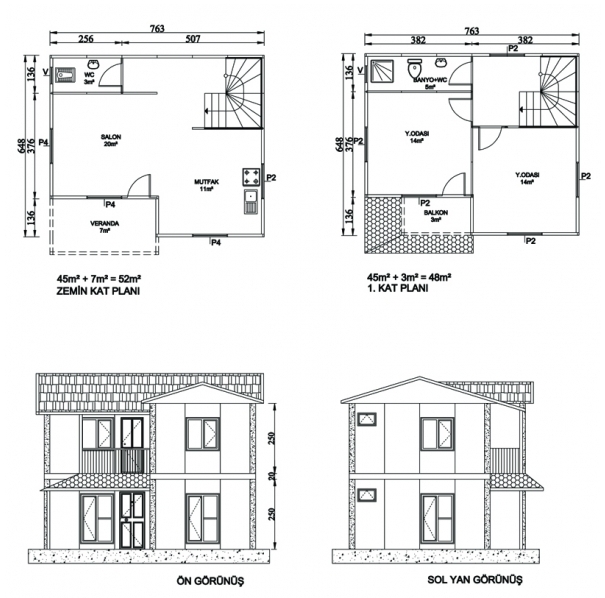 763
256 507
648
136
376
136
V
WC
3m²
SALON
20m²
P4
MUTFAK
11m²
P2
P4
VERANDA
7m²
P4
45m² + 7m² = 52m²
ZEMİN KAT PLANI
763
382 382
P2
648
136
376
136
V
BANYO+WC
5m²
Y.ODASI
14m²
P2
Y.ODASI
14m²
P2
P2
BALKON
3m²
P2
45m² + 3m² = 48m²
1. KAT PLANI
250
20
250
ÖN GÖRÜNÜŞ
SOL YAN GÖRÜNÜŞ